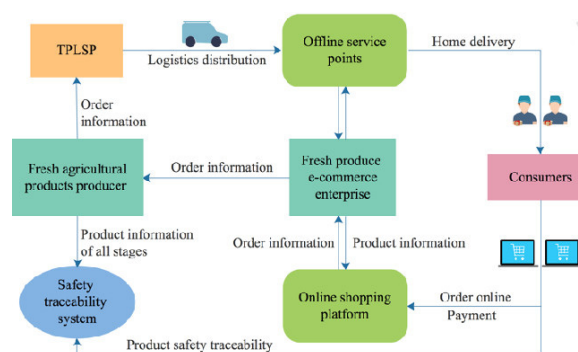 TPLSP
Logistics distribution
Offline service
points
Home delivery
Order
information
Fresh agricultural
products producer
Order information
Fresh produce
e-commerce
enterprise
Consumers
Product information
of all stages
Order information
Product information
Safety
traceability
system
Online shopping
platform
Order online
Payment
Product safety traceability